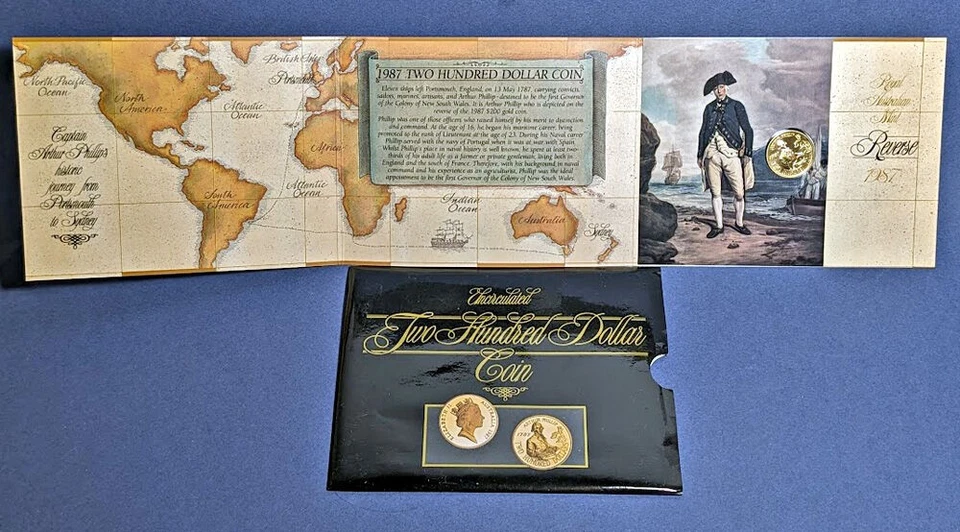 North Pacific
Ocean
North
America
British Isles
Portsmouth
Atlantic
Ocean
Africa
South
America
Atlantic
Ocean
Indian
Ocean
Australia
Sydney
Captain
Arthur Phillip's
historic
journey from
Portsmouth
to Sydney
1987 TWO HUNDRED DOLLAR COIN
Eleven ships left Portsmouth, England, on 13 May 1787, carrying convicts,
sailors, marines, artisans, and Arthur Phillip - destined to be the first Governor
of the Colony of New South Wales. It is Arthur Phillip who is depicted on the
reverse of the 1987 $200 gold coin.
Phillip was one of those officers who raised himself by his merit to distinction
and command. At the age of 16, he began his maritime career, being
promoted to the rank of Lieutenant at the age of 23. During his Naval career
Phillip served with the navy of Portugal when it was at war with Spain.
Whilst Phillip's place in naval history is well known, he spent at least two-
thirds of his adult life as a farmer or private gentleman, living both in
England and the south of France. Therefore, with his background in naval
command and his experience as an agriculturist, Phillip was the ideal
appointment to be the first Governor of the Colony of New South Wales.
Royal
Australian
Mint
Reverse
1987
Uncirculated
Two Hundred Dollar
Coin
ELIZABETH II AUSTRALIA 1987
ARTHUR PHILLIP
1787
TWO HUNDRED DOLLARS